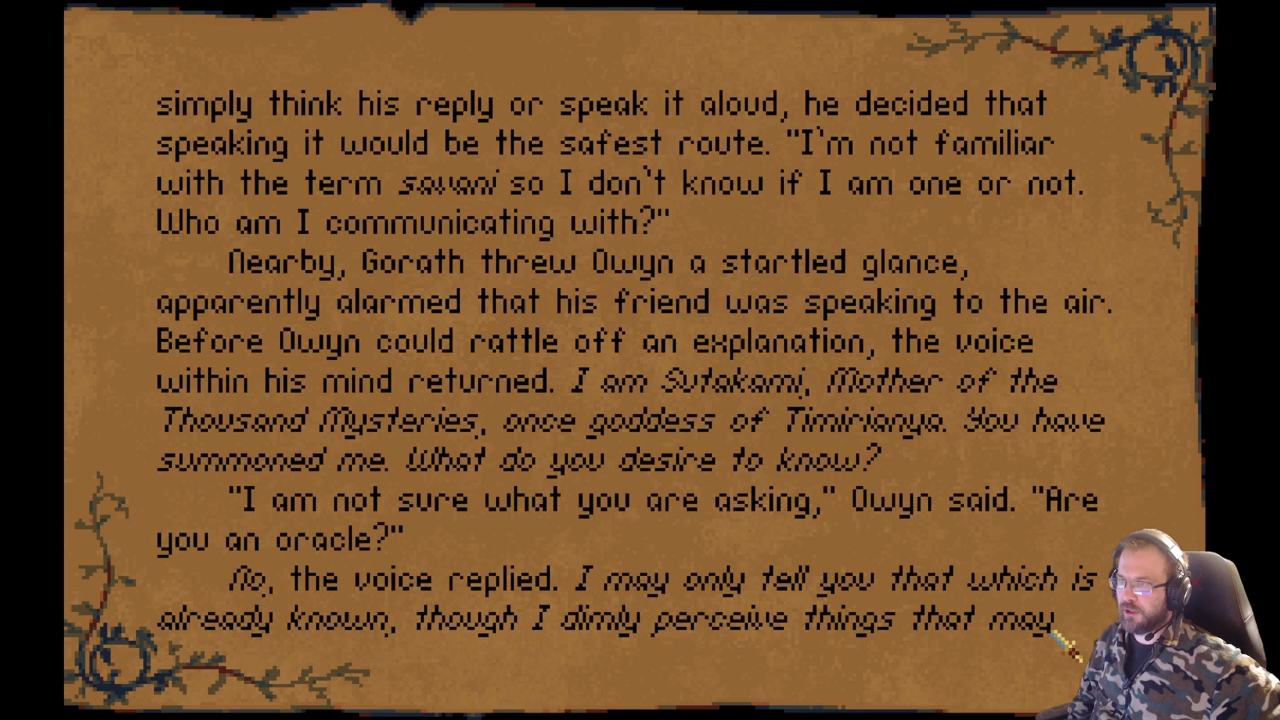 simply think his reply or speak it aloud, he decided that
speaking it would be the safest route. "I'm not familiar
with the term savani so I don't know if I am one or not.
Who am I communicating with?"
Nearby, Gorath threw Owyn a startled glance,
apparently alarmed that his friend was speaking to the air.
Before Owyn could rattle off an explanation, the voice
within his mind returned. I am Sutakami, Mother of the
Thousand Mysteries, once goddess of Timirianya. You have
summoned me. What do you desire to know?
"I am not sure what you are asking," Owyn said. "Are
you an oracle?"
No, the voice replied. I may only tell you that which is
already known, though I dimly perceive things that may